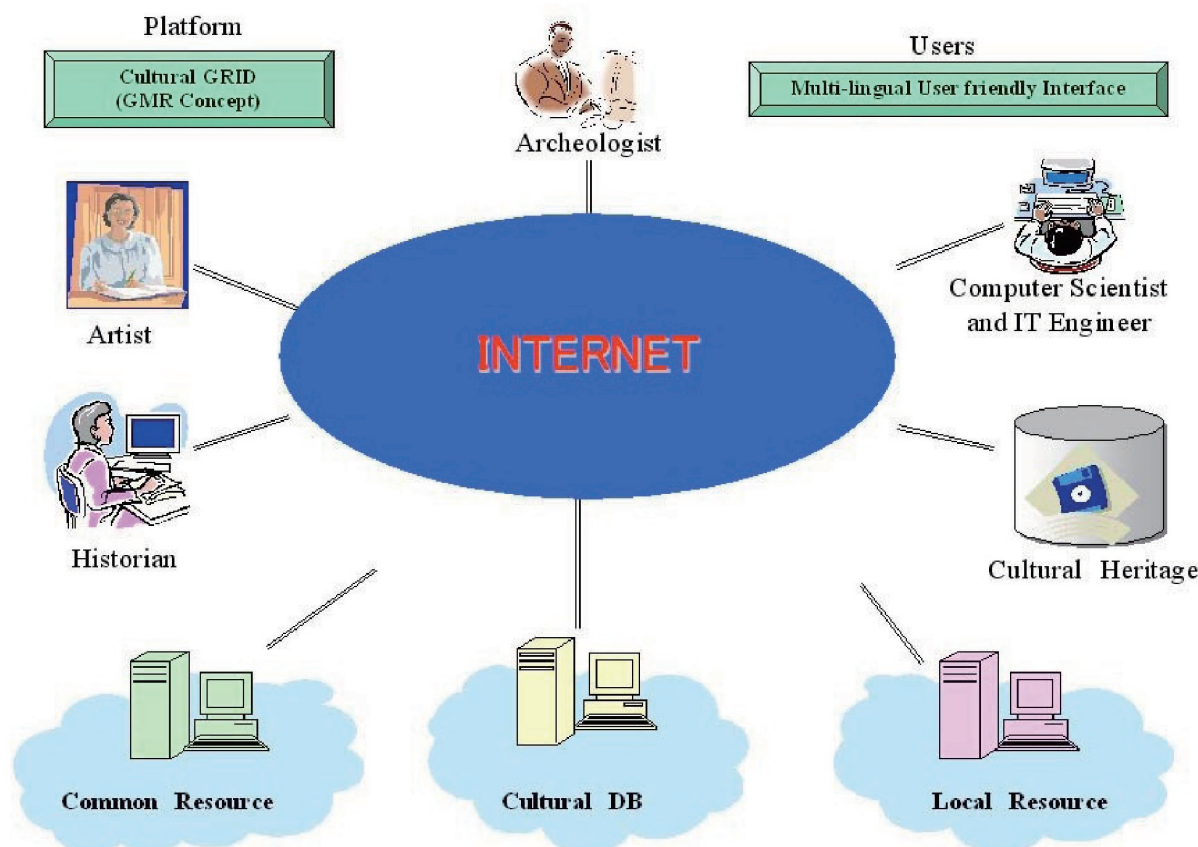 Platform
Cultural GRID
(GMR Concept)
Archeologist
Users
Multi-lingual User friendly Interface
Artist
INTERNET
Computer Scientist
and IT Engineer
Historian
Cultural Heritage
Common Resource
Cultural DB
Local Resource